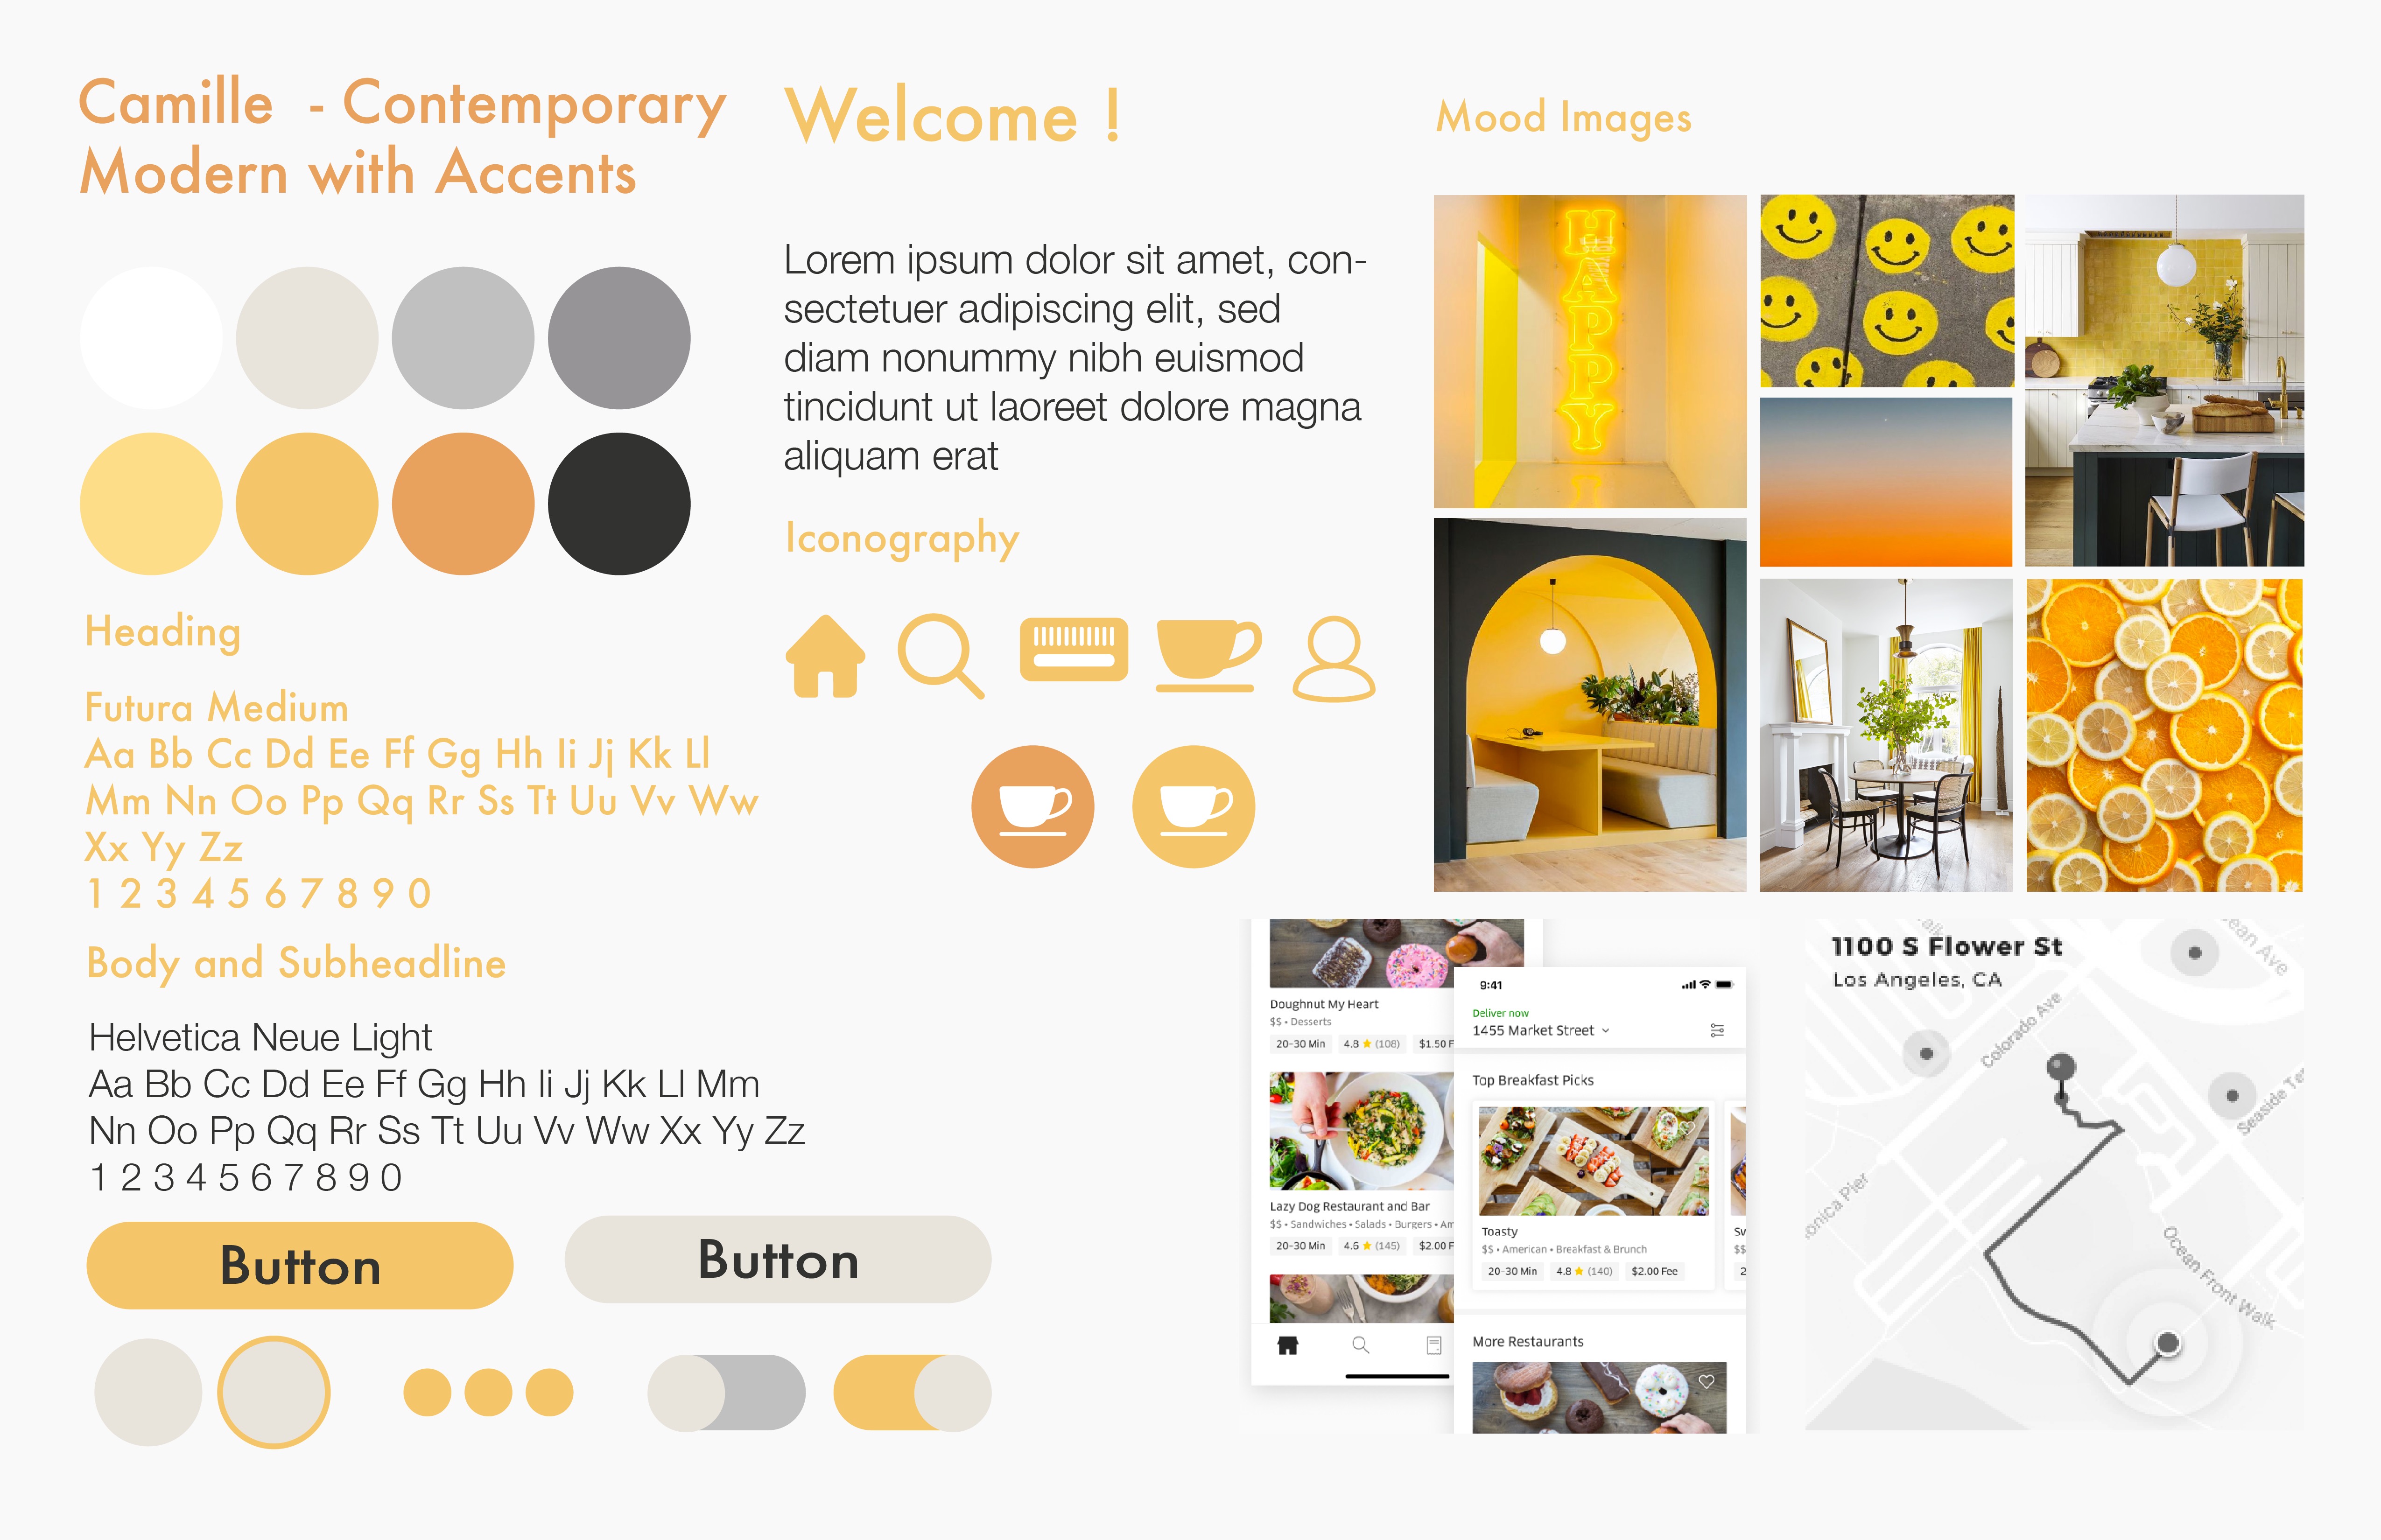 Camille - Contemporary
Modern with Accents
Heading
Futura Medium
Aa Bb Cc Dd Ee Ff Gg Hh Ii Jj Kk Ll
Mm Nn Oo Pp Qq Rr Ss Tt Uu Vv Ww
Xx Yy Zz
1 2 3 4 5 6 7 8 9 0
Body and Subheadline
Helvetica Neue Light
Aa Bb Cc Dd Ee Ff Gg Hh Ii Jj Kk Ll Mm
Nn Oo Pp Qq Rr Ss Tt Uu Vv Ww Xx Yy Zz
1 2 3 4 5 6 7 8 9 0
Button
Button
Welcome !
Lorem ipsum dolor sit amet, con-
sectetuer adipiscing elit, sed
diam nonummy nibh euismod
tincidunt ut laoreet dolore magna
aliquam erat
Iconography
Mood Images
HAPPY
Doughnut My Heart
$$ • Desserts
20-30 Min 4.8 ★ (108) $1.50 F
Lazy Dog Restaurant and Bar
$$ • Sandwiches • Salads • Burgers • Am
20-30 Min 4.6 ★ (145) $2.00 F
9:41
Deliver now
1455 Market Street
Top Breakfast Picks
Toasty
$$ • American • Breakfast & Brunch
20-30 Min 4.8 ★ (140) $2.00 Fee
Sw
$$
2
More Restaurants
1100 S Flower St
Los Angeles, CA
alk
ean Ave
Colorado Ave
Seaside Ter
onica Pier
Ocean Front Walk